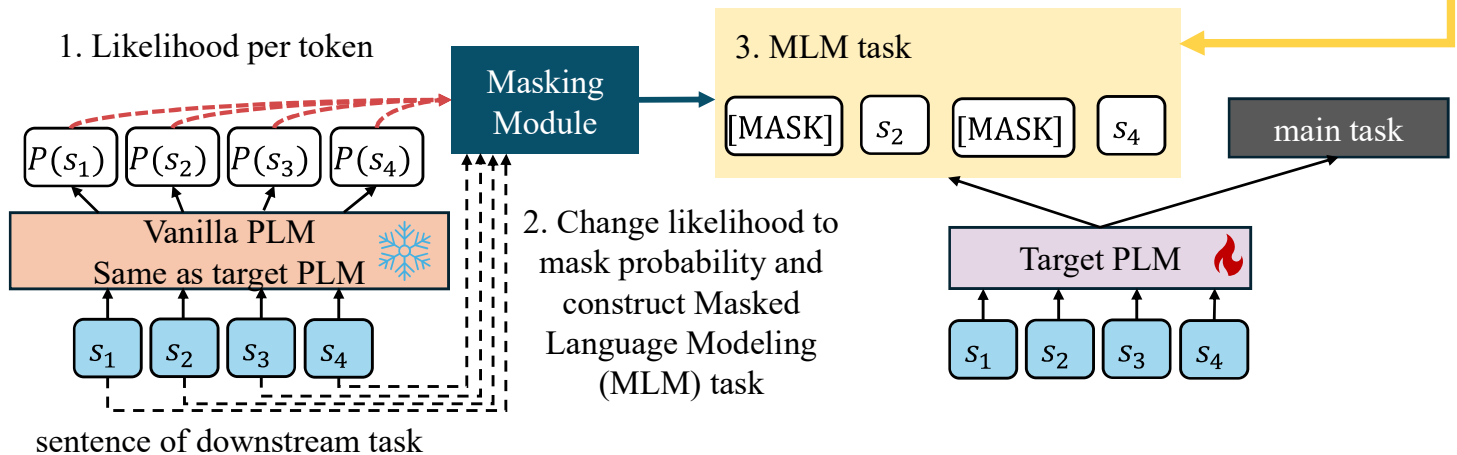 1. Likelihood per token
P(s₁) P(s₂) P(s₃) P(s₄)
Vanilla PLM
Same as target PLM
s₁ s₂ s₃ s₄
sentence of downstream task
Masking
Module
2. Change likelihood to
mask probability and
construct Masked
Language Modeling
(MLM) task
3. MLM task
[MASK] s₂ [MASK] s₄
main task
Target PLM
s₁ s₂ s₃ s₄